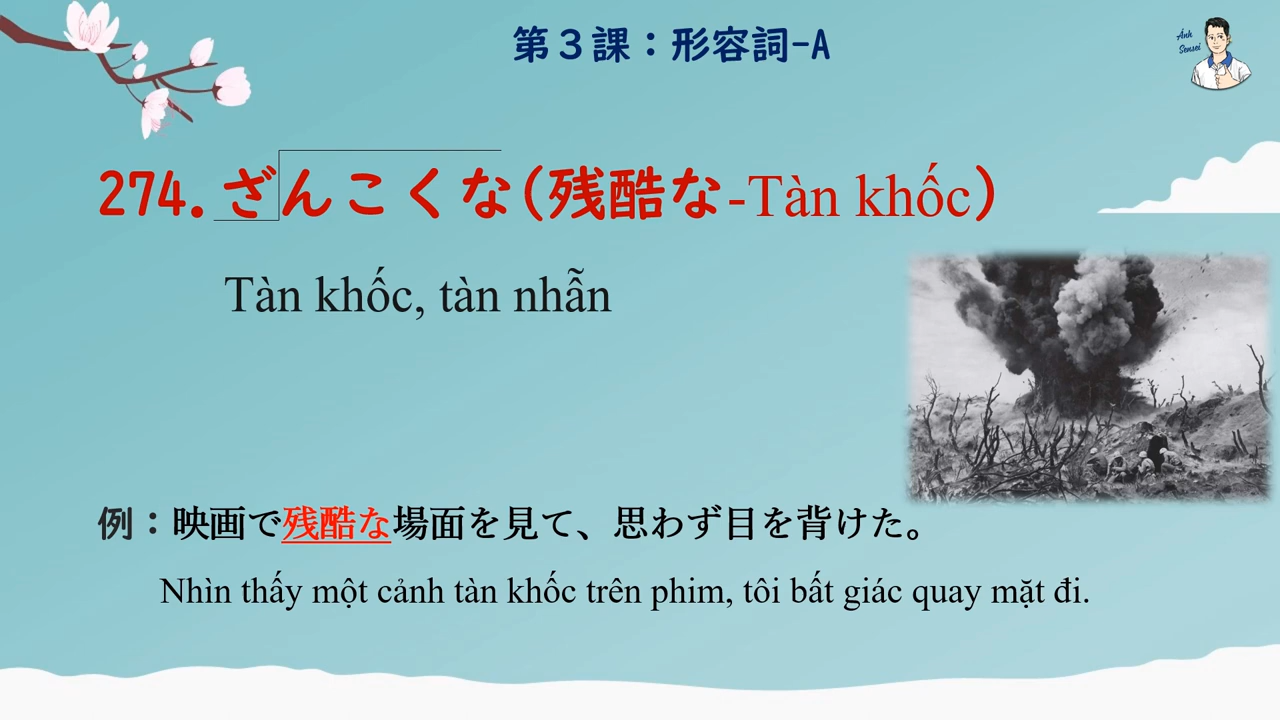 第３課：形容詞-A
Anh
Sensei
274.ざんこくな(残酷な-Tàn khốc)
Tàn khốc, tàn nhẫn
例：映画で残酷な場面を見て、思わず目を背けた。
Nhìn thấy một cảnh tàn khốc trên phim, tôi bất giác quay mặt đi.